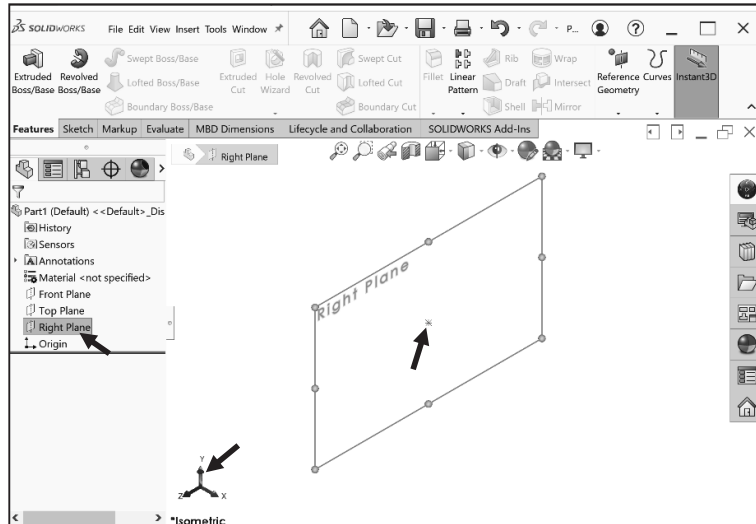 SOLIDWORKS File Edit View Insert Tools Window P...
Extruded Boss/Base
Revolved Boss/Base
Swept Boss/Base
Lofted Boss/Base
Boundary Boss/Base
Extruded Cut
Hole Wizard
Revolved Cut
Swept Cut
Lofted Cut
Boundary Cut
Fillet
Linear Pattern
Rib
Draft
Shell
Wrap
Intersect
Mirror
Reference Geometry
Curves
Instant3D
Features Sketch Markup Evaluate MBD Dimensions Lifecycle and Collaboration SOLIDWORKS Add-Ins
Right Plane
Part1 (Default) <<Default>_Dis
History
Sensors
Annotations
Material <not specified>
Front Plane
Top Plane
Right Plane
Origin
Right Plane
Y
Z X
*Isometric